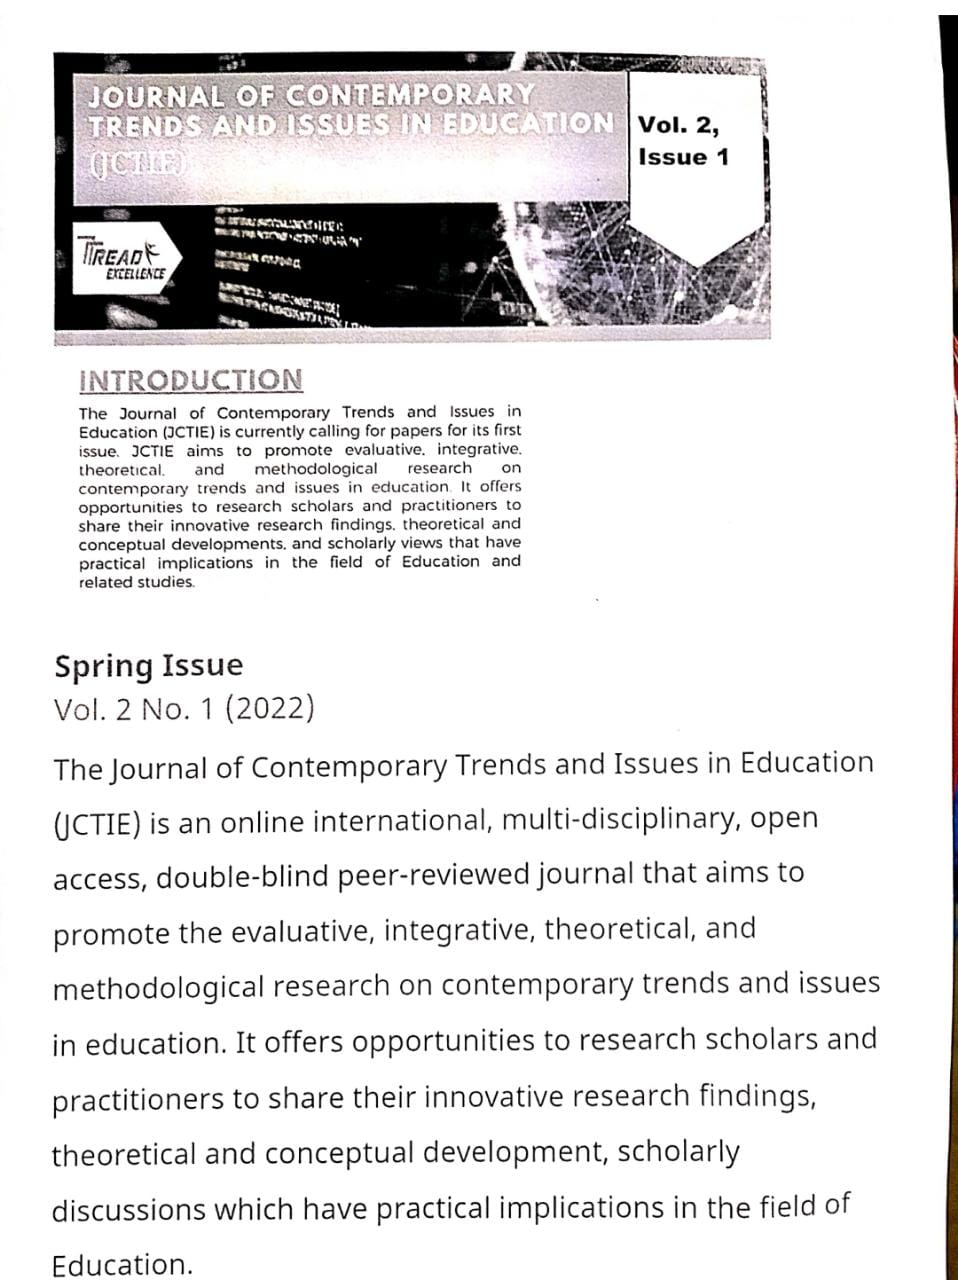 JOURNAL OF CONTEMPORARY
TRENDS AND ISSUES IN EDUCATION
(JCTIE)
Vol. 2,
Issue 1
TREAD
EXCELLENCE
INTRODUCTION
The Journal of Contemporary Trends and Issues in
Education (JCTIE) is currently calling for papers for its first
issue. JCTIE aims to promote evaluative, integrative,
theoretical, and methodological research on
contemporary trends and issues in education. It offers
opportunities to research scholars and practitioners to
share their innovative research findings, theoretical and
conceptual developments, and scholarly views that have
practical implications in the field of Education and
related studies.
Spring Issue
Vol. 2 No. 1 (2022)
The Journal of Contemporary Trends and Issues in Education
(JCTIE) is an online international, multi-disciplinary, open
access, double-blind peer-reviewed journal that aims to
promote the evaluative, integrative, theoretical, and
methodological research on contemporary trends and issues
in education. It offers opportunities to research scholars and
practitioners to share their innovative research findings,
theoretical and conceptual development, scholarly
discussions which have practical implications in the field of
Education.